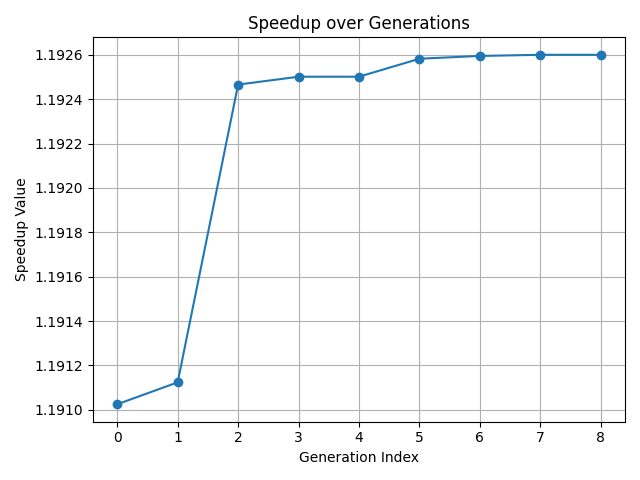 Speedup over Generations
Speedup Value
1.1926
1.1924
1.1922
1.1920
1.1918
1.1916
1.1914
1.1912
1.1910
0 1 2 3 4 5 6 7 8
Generation Index